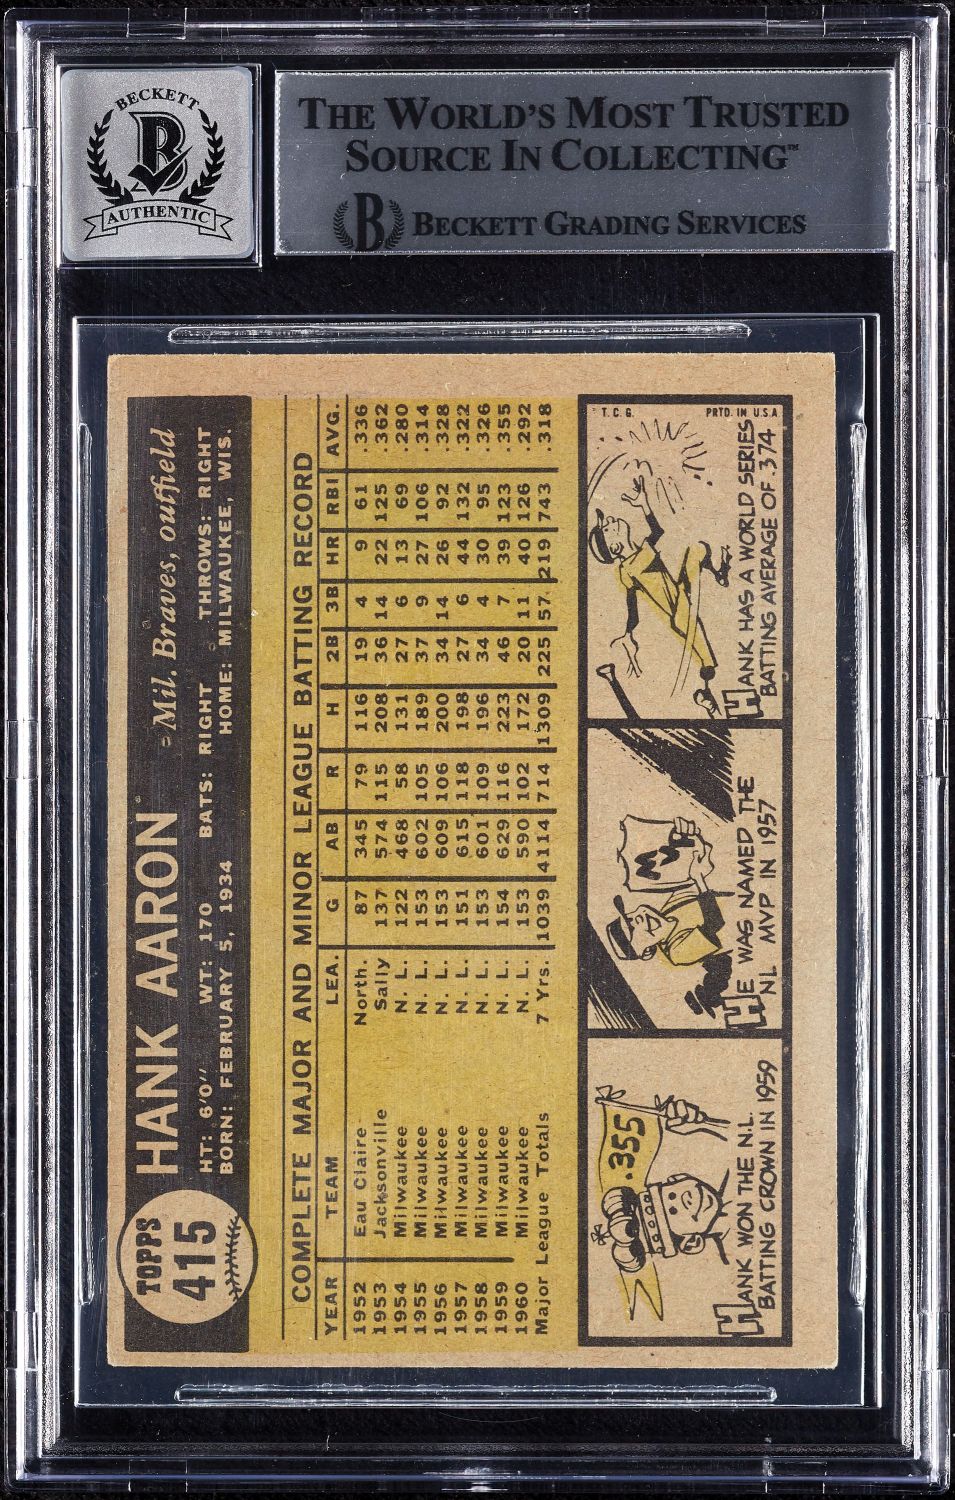 BECKETT
B
AUTHENTIC
THE WORLD'S MOST TRUSTED
SOURCE IN COLLECTING™
B BECKETT GRADING SERVICES
TOPPS
415
HANK AARON Mil. Braves, outfield
HT: 6'0" WT: 170 BATS: RIGHT THROWS: RIGHT
BORN: FEBRUARY 5, 1934 HOME: MILWAUKEE, WIS.
COMPLETE MAJOR AND MINOR LEAGUE BATTING RECORD
YEAR TEAM LEA. G AB R H 2B 3B HR RBI AVG.
1952 Eau Claire North. 87 345 79 116 19 4 9 61 .336
1953 Jacksonville Sally 137 574 115 208 36 14 22 125 .362
1954 Milwaukee N. L. 122 468 58 131 27 6 13 69 .280
1955 Milwaukee N. L. 153 602 105 189 37 9 27 106 .314
1956 Milwaukee N. L. 153 609 106 200 34 14 26 92 .328
1957 Milwaukee N. L. 151 615 118 198 27 6 44 132 .322
1958 Milwaukee N. L. 153 601 109 196 34 4 30 95 .326
1959 Milwaukee N. L. 154 629 116 223 46 7 39 123 .355
1960 Milwaukee N. L. 153 590 102 172 20 11 40 126 .292
Major League Totals 7 Yrs. 1039 4114 714 1309 225 57 219 743 .318
.355
HANK WON THE N.L.
BATTING CROWN IN 1959
MVP
HE WAS NAMED THE
NL MVP IN 1957
T.C.G. PRTD. IN U.S.A
HANK HAS A WORLD SERIES
BATTING AVERAGE OF .374